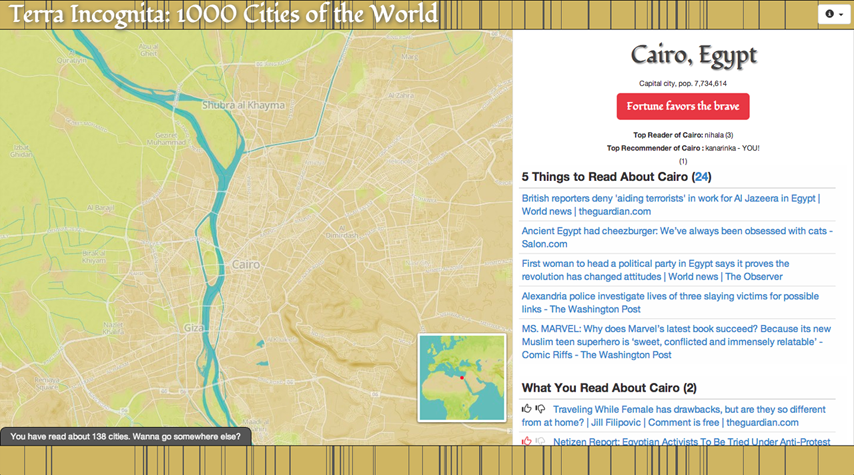 Terra Incognita: 1000 Cities of the World
Shubra al Khayma
Cairo
Giza
You have read about 138 cities. Wanna go somewhere else?
Cairo, Egypt
Capital city, pop. 7,734,614
Fortune favors the brave
Top Reader of Cairo: nihala (3)
Top Recommender of Cairo : kanarinka - YOU!
(1)
5 Things to Read About Cairo (24)
British reporters deny 'aiding terrorists' in work for Al Jazeera in Egypt |
World news | theguardian.com
Ancient Egypt had cheezburger: We've always been obsessed with cats -
Salon.com
First woman to head a political party in Egypt says it proves the
revolution has changed attitudes | World news | The Observer
Alexandria police investigate lives of three slaying victims for possible
links - The Washington Post
MS. MARVEL: Why does Marvel's latest book succeed? Because its new
Muslim teen superhero is 'sweet, conflicted and immensely relatable' -
Comic Riffs - The Washington Post
What You Read About Cairo (2)
Traveling While Female has drawbacks, but are they so different
from at home? | Jill Filipovic | Comment is free | theguardian.com
Netizen Report: Egyptian Activists To Be Tried Under Anti-Protest